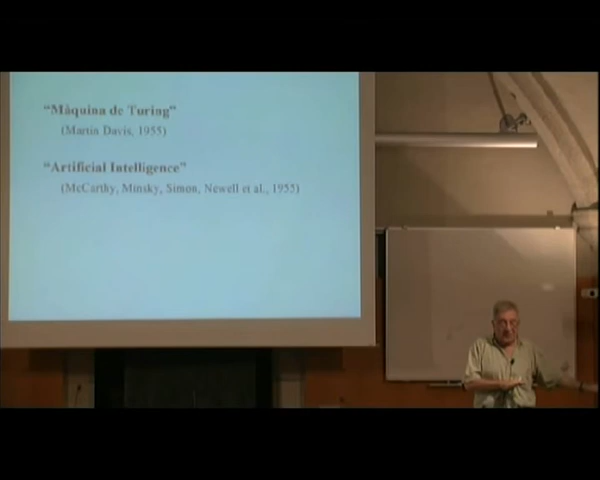 “Màquina de Turing”
(Martin Davis, 1955)
“Artificial Intelligence”
(McCarthy, Minsky, Simon, Newell et al., 1955)